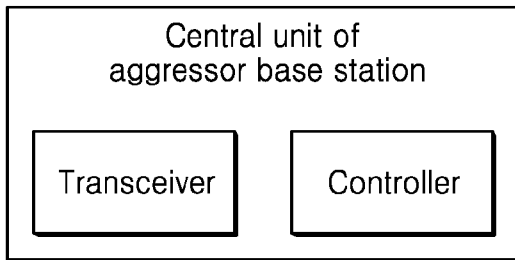 Central unit of
aggressor base station
Transceiver
Controller